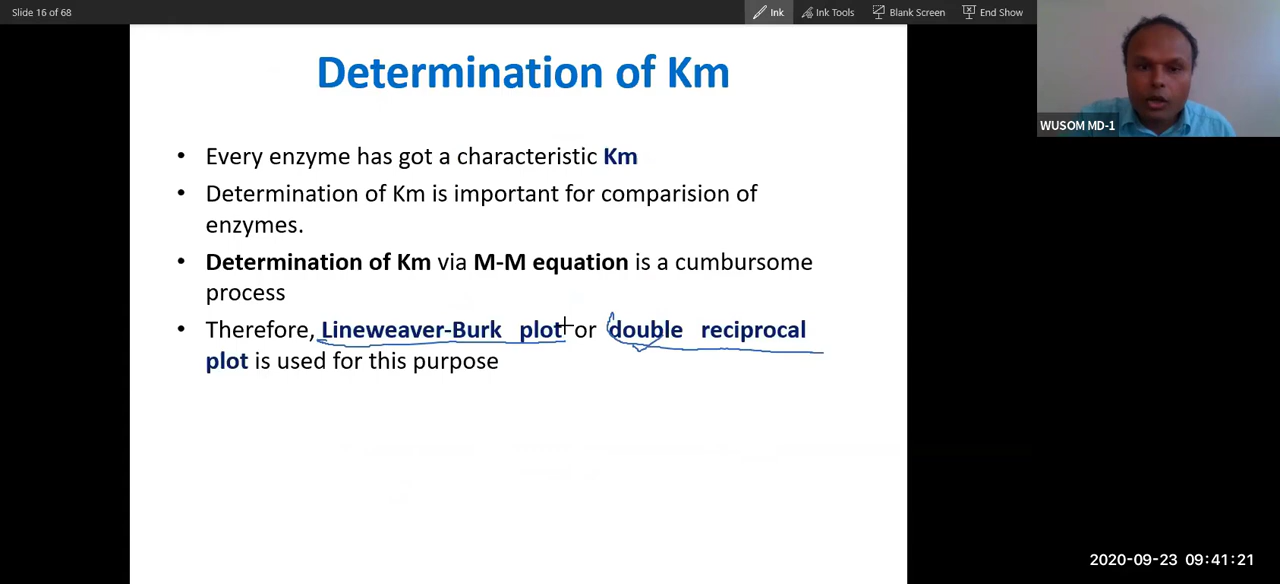 Slide 16 of 68
Ink
Ink Tools
Blank Screen
End Show
Determination of Km
WUSOM MD-1
• Every enzyme has got a characteristic Km
• Determination of Km is important for comparision of
enzymes.
• Determination of Km via M-M equation is a cumbursome
process
• Therefore, Lineweaver-Burk plot or double reciprocal
plot is used for this purpose
2020-09-23 09:41:21